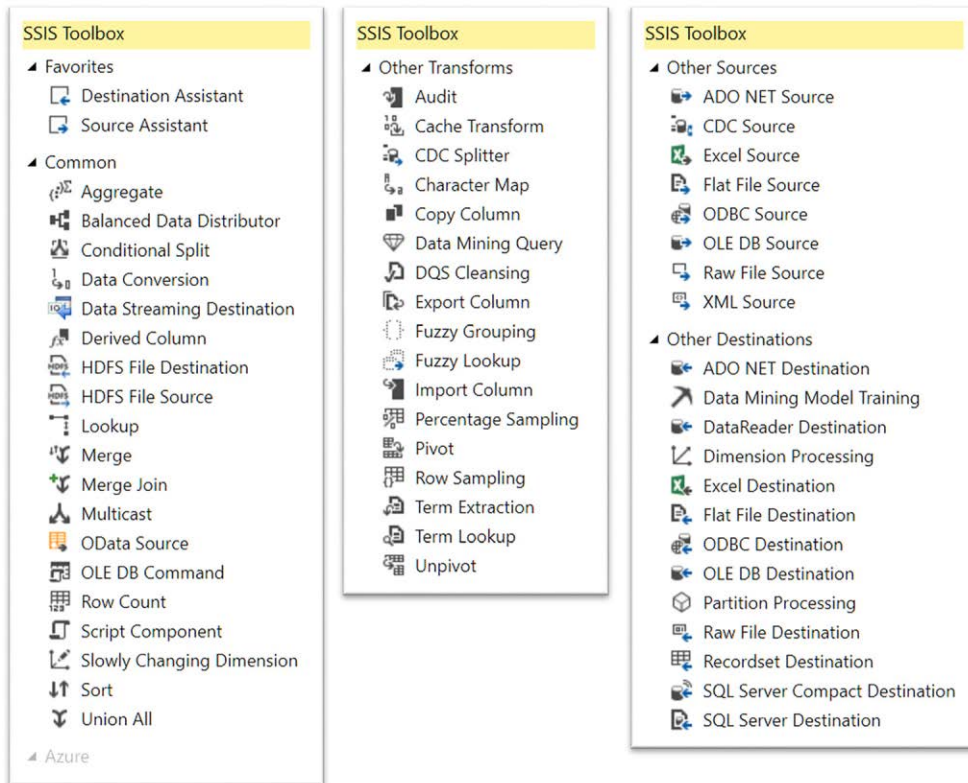 SSIS Toolbox
Favorites
Destination Assistant
Source Assistant
Common
Aggregate
Balanced Data Distributor
Conditional Split
Data Conversion
Data Streaming Destination
Derived Column
HDFS File Destination
HDFS File Source
Lookup
Merge
Merge Join
Multicast
OData Source
OLE DB Command
Row Count
Script Component
Slowly Changing Dimension
Sort
Union All
Azure
SSIS Toolbox
Other Transforms
Audit
Cache Transform
CDC Splitter
Character Map
Copy Column
Data Mining Query
DQS Cleansing
Export Column
Fuzzy Grouping
Fuzzy Lookup
Import Column
Percentage Sampling
Pivot
Row Sampling
Term Extraction
Term Lookup
Unpivot
SSIS Toolbox
Other Sources
ADO NET Source
CDC Source
Excel Source
Flat File Source
ODBC Source
OLE DB Source
Raw File Source
XML Source
Other Destinations
ADO NET Destination
Data Mining Model Training
DataReader Destination
Dimension Processing
Excel Destination
Flat File Destination
ODBC Destination
OLE DB Destination
Partition Processing
Raw File Destination
Recordset Destination
SQL Server Compact Destination
SQL Server Destination